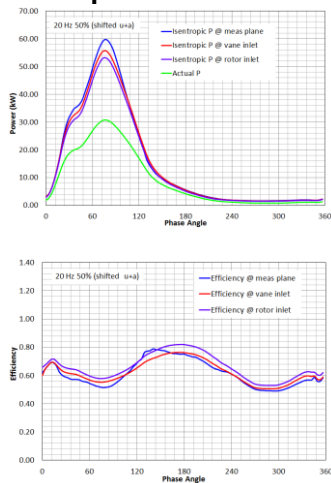 70.00
20 Hz 50% (shifted u+a)
Isentropic P @ meas plane
60.00
Isentropic P @ vane inlet
50.00
Isentropic P @ rotor inlet
Actual P
40.00
Power (kW)
30.00
20.00
10.00
0.00
0 60 120 180 240 300 360
Phase Angle
1.40
20 Hz 50% (shifted u+a)
Efficiency @ meas plane
1.20
Efficiency @ vane inlet
Efficiency @ rotor inlet
1.00
0.80
Efficiency
0.60
0.40
0.20
0.00
0 60 120 180 240 300 360
Phase Angle